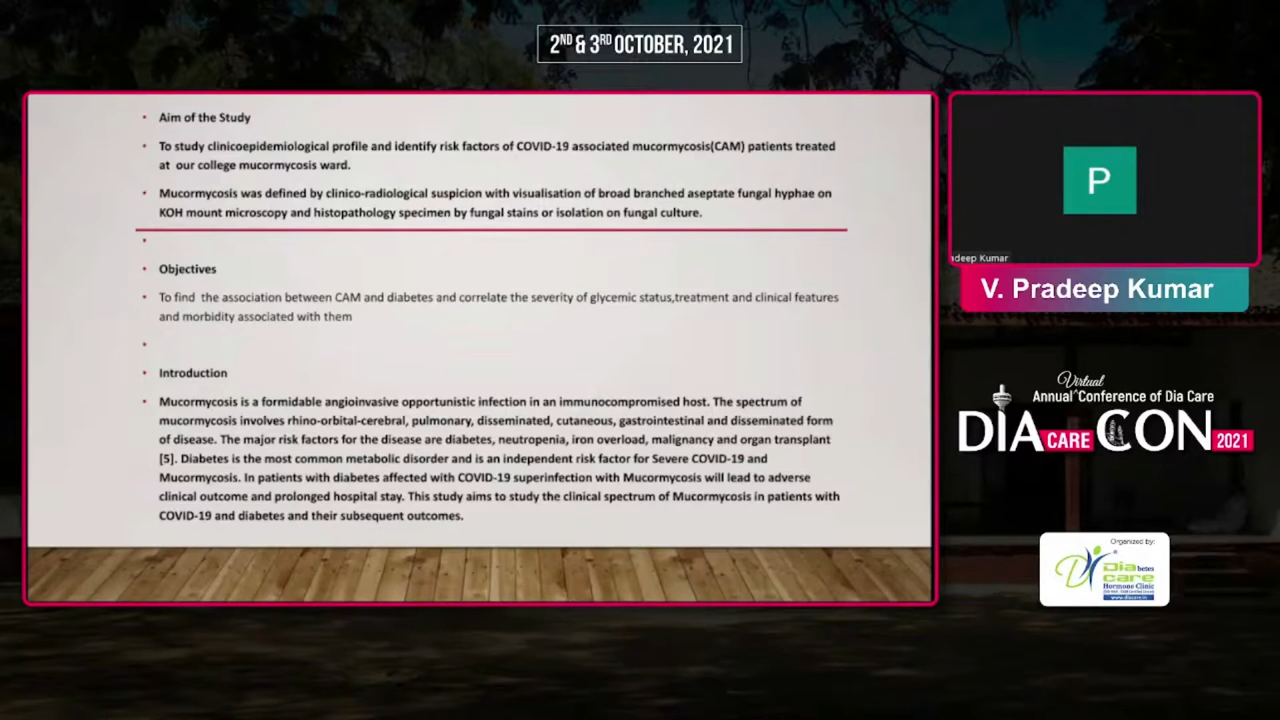 2ND & 3RD OCTOBER, 2021
Aim of the Study
To study clinicoepidemiological profile and identify risk factors of COVID-19 associated mucormycosis(CAM) patients treated
at our college mucormycosis ward.
Mucormycosis was defined by clinico-radiological suspicion with visualisation of broad branched aseptate fungal hyphae on
KOH mount microscopy and histopathology specimen by fungal stains or isolation on fungal culture.
Objectives
To find the association between CAM and diabetes and correlate the severity of glycemic status,treatment and clinical features
and morbidity associated with them
Introduction
Mucormycosis is a formidable angioinvasive opportunistic infection in an immunocompromised host. The spectrum of
mucormycosis involves rhino-orbital-cerebral, pulmonary, disseminated, cutaneous, gastrointestinal and disseminated form
of disease. The major risk factors for the disease are diabetes, neutropenia, iron overload, malignancy and organ transplant
[5]. Diabetes is the most common metabolic disorder and is an independent risk factor for Severe COVID-19 and
Mucormycosis. In patients with diabetes affected with COVID-19 superinfection with Mucormycosis will lead to adverse
clinical outcome and prolonged hospital stay. This study aims to study the clinical spectrum of Mucormycosis in patients with
COVID-19 and diabetes and their subsequent outcomes.
P
adeep Kumar
V. Pradeep Kumar
Virtual
Annual ^ Conference of Dia Care
DIA CARE CON 2021
Organized by:
Diabetes
care
Hormone Clinic
www.diacare.in